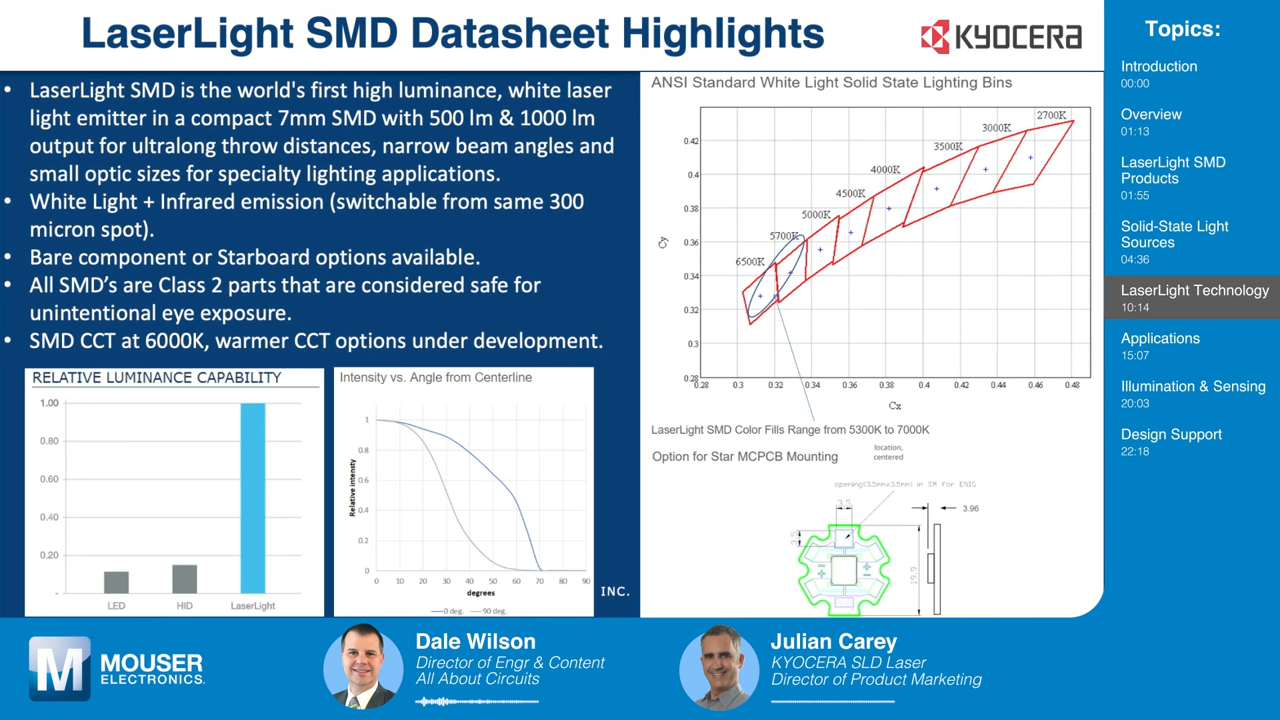 LaserLight SMD Datasheet Highlights
KYOCERA
• LaserLight SMD is the world's first high luminance, white laser
light emitter in a compact 7mm SMD with 500 lm & 1000 lm
output for ultralong throw distances, narrow beam angles and
small optic sizes for specialty lighting applications.
• White Light + Infrared emission (switchable from same 300
micron spot).
• Bare component or Starboard options available.
• All SMD’s are Class 2 parts that are considered safe for
unintentional eye exposure.
• SMD CCT at 6000K, warmer CCT options under development.
RELATIVE LUMINANCE CAPABILITY
1.00
0.80
0.60
0.40
0.20
-
LED HID LaserLight
Intensity vs. Angle from Centerline
Relative intensty
1
0.8
0.6
0.4
0.2
0
0 10 20 30 40 50 60 70 80 90
degrees
0 deg. 90 deg.
INC.
ANSI Standard White Light Solid State Lighting Bins
2700K
3000K
3500K
4000K
4500K
5000K
5700K
6500K
Cy
0.42
0.4
0.38
0.36
0.34
0.32
0.3
0.28
0.28 0.3 0.32 0.34 0.36 0.38 0.4 0.42 0.44 0.46 0.48
Cx
LaserLight SMD Color Fills Range from 5300K to 7000K
Option for Star MCPCB Mounting
location,
centered
opening(3.5mmx3.5mm) in SM for ENIG
3.5
3.96
3.5
19.9
Topics:
Introduction
00:00
Overview
01:13
LaserLight SMD
Products
01:55
Solid-State Light
Sources
04:36
LaserLight Technology
10:14
Applications
15:07
Illumination & Sensing
20:03
Design Support
22:18
M
MOUSER
ELECTRONICS.
Dale Wilson
Director of Engr & Content
All About Circuits
Julian Carey
KYOCERA SLD Laser
Director of Product Marketing